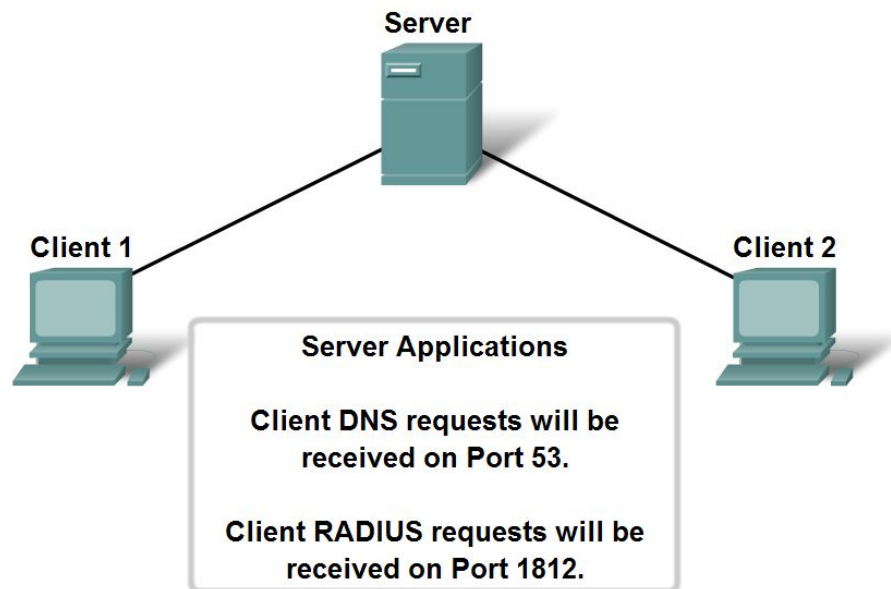 Server
Client 1
Client 2
Server Applications
Client DNS requests will be
received on Port 53.
Client RADIUS requests will be
received on Port 1812.